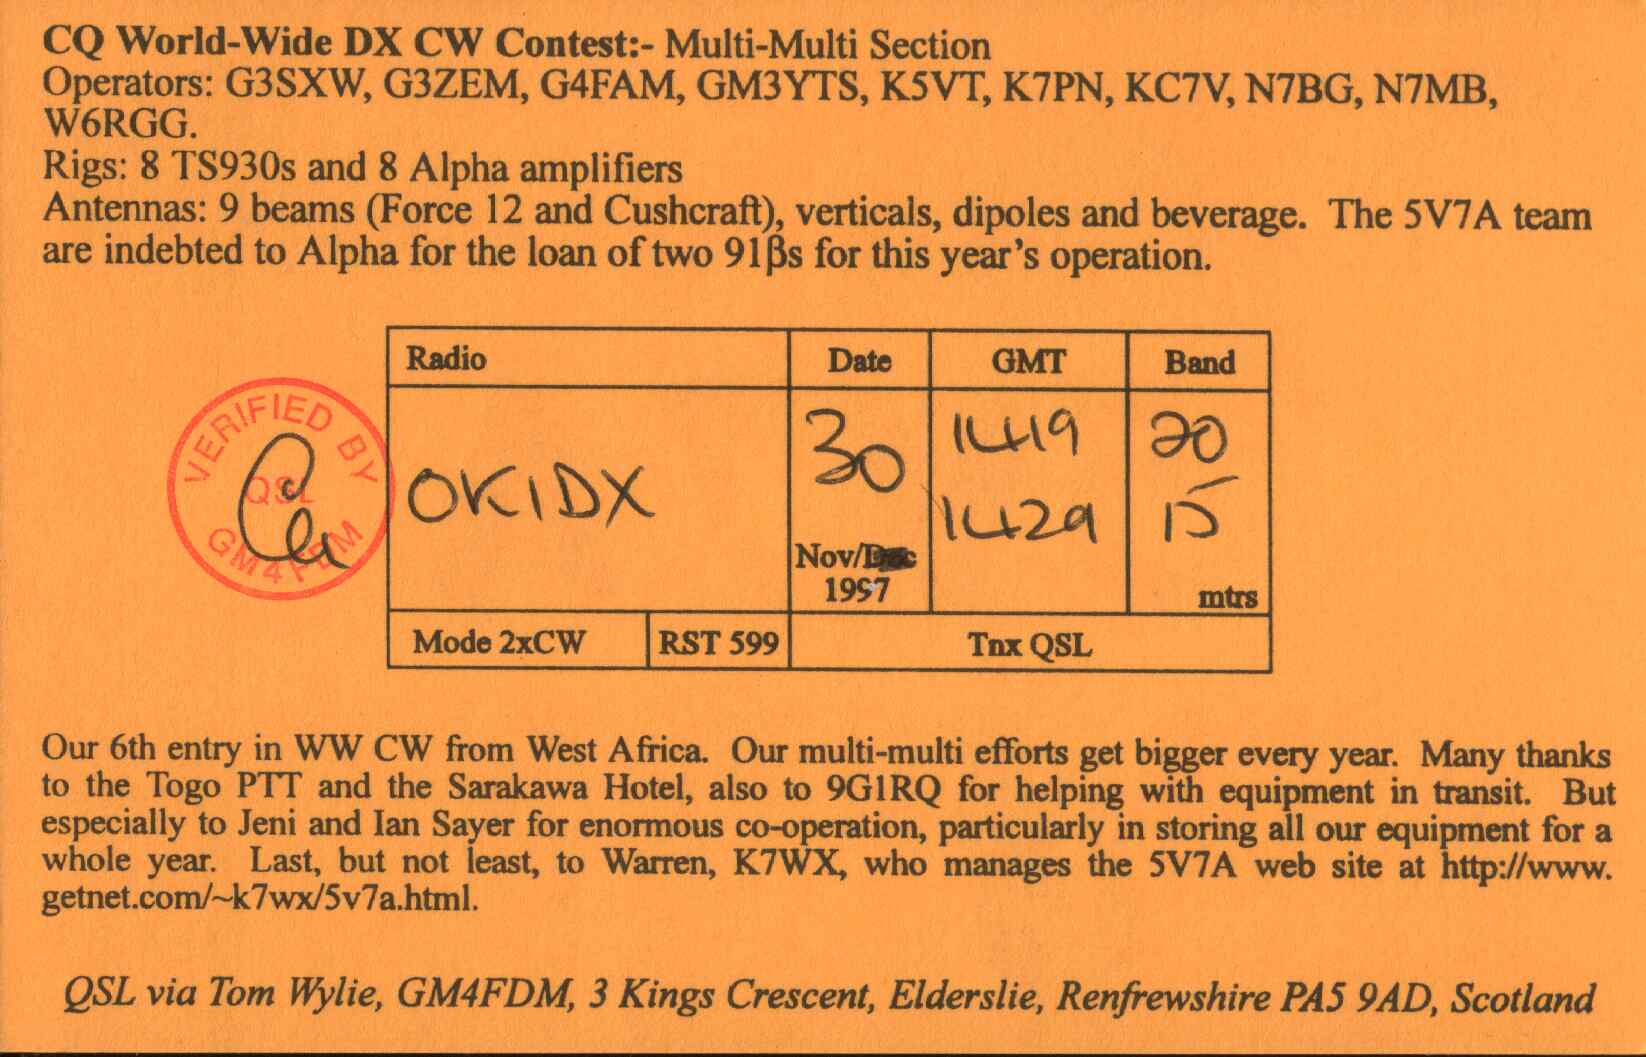 CQ World-Wide DX CW Contest:- Multi-Multi Section
Operators: G3SXW, G3ZEM, G4FAM, GM3YTS, K5VT, K7PN, KC7V, N7BG, N7MB,
W6RGG.
Rigs: 8 TS930s and 8 Alpha amplifiers
Antennas: 9 beams (Force 12 and Cushcraft), verticals, dipoles and beverage. The 5V7A team
are indebted to Alpha for the loan of two 91βs for this year's operation.
Radio Date GMT Band
VERIFIED BY
QSL
GM4FDM
OK1DX 30 1419 20
1429 15
Nov/Dec
1997 mtrs
Mode 2xCW RST 599 Tnx QSL
Our 6th entry in WW CW from West Africa. Our multi-multi efforts get bigger every year. Many thanks
to the Togo PTT and the Sarakawa Hotel, also to 9G1RQ for helping with equipment in transit. But
especially to Jeni and Ian Sayer for enormous co-operation, particularly in storing all our equipment for a
whole year. Last, but not least, to Warren, K7WX, who manages the 5V7A web site at http://www.
getnet.com/~k7wx/5v7a.html.
QSL via Tom Wylie, GM4FDM, 3 Kings Crescent, Elderslie, Renfrewshire PA5 9AD, Scotland